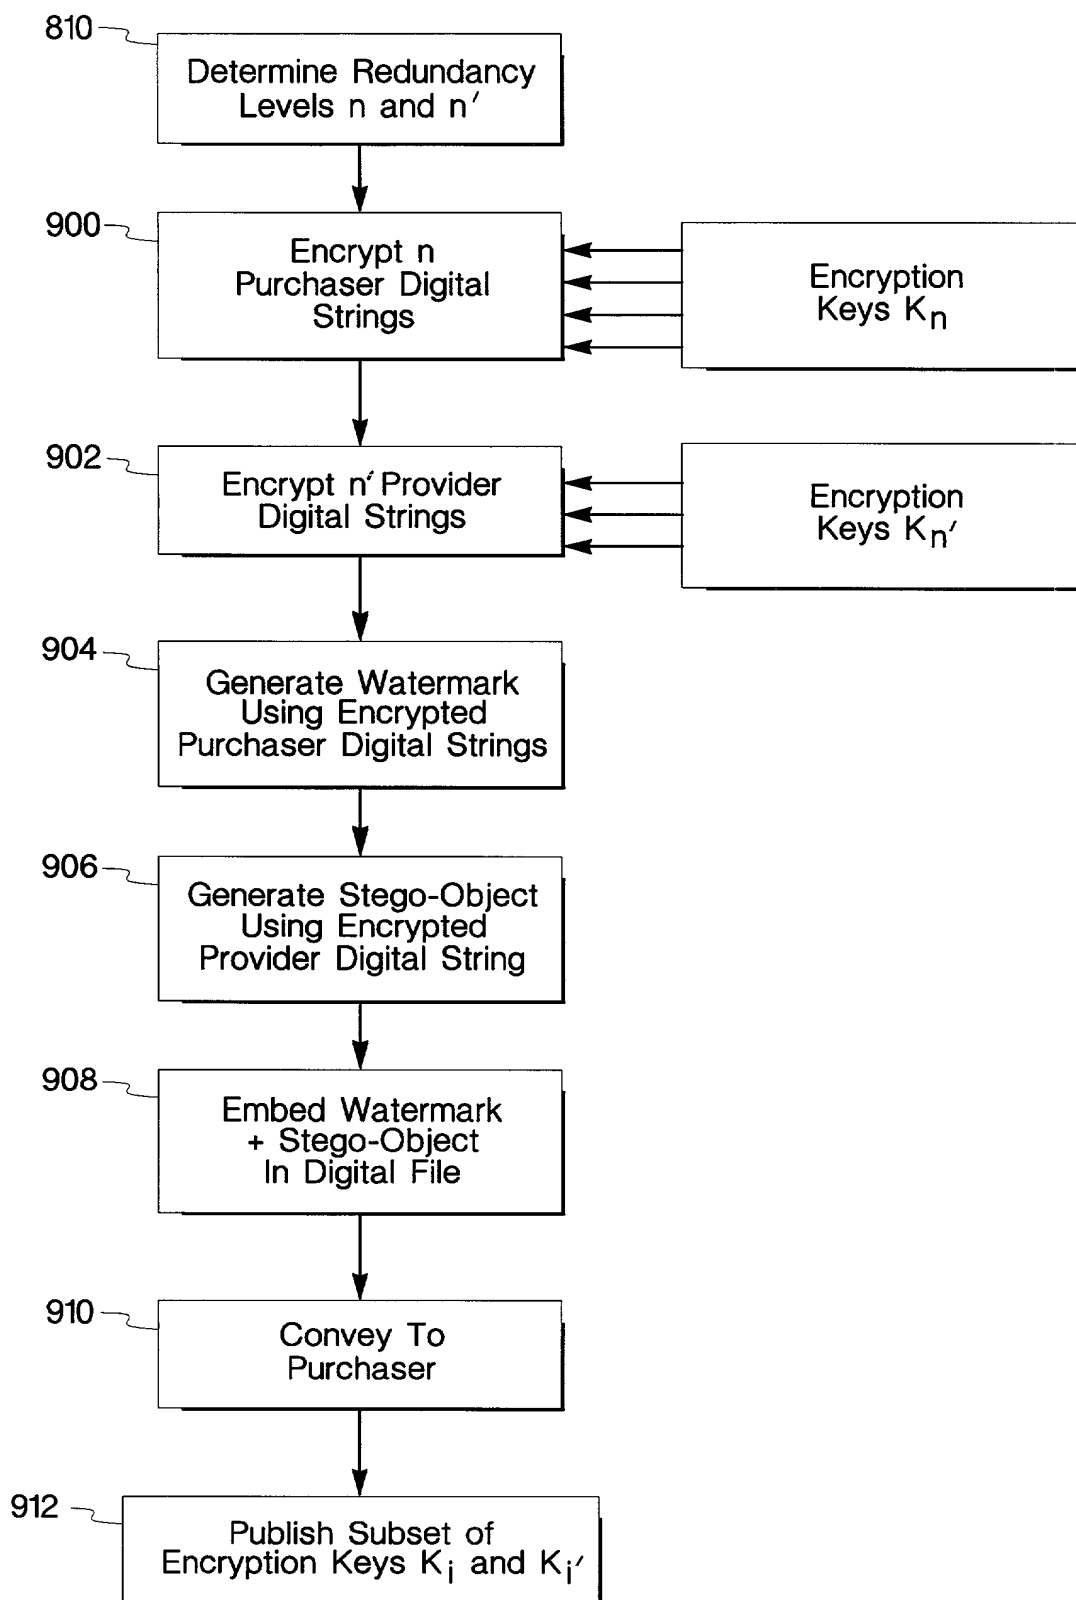 810
Determine Redundancy
Levels n and n′
900
Encrypt n
Purchaser Digital
Strings
Encryption
Keys Kn
902
Encrypt n′ Provider
Digital Strings
Encryption
Keys Kn′
904
Generate Watermark
Using Encrypted
Purchaser Digital Strings
906
Generate Stego-Object
Using Encrypted
Provider Digital String
908
Embed Watermark
+ Stego-Object
In Digital File
910
Convey To
Purchaser
912
Publish Subset of
Encryption Keys Ki and Ki′